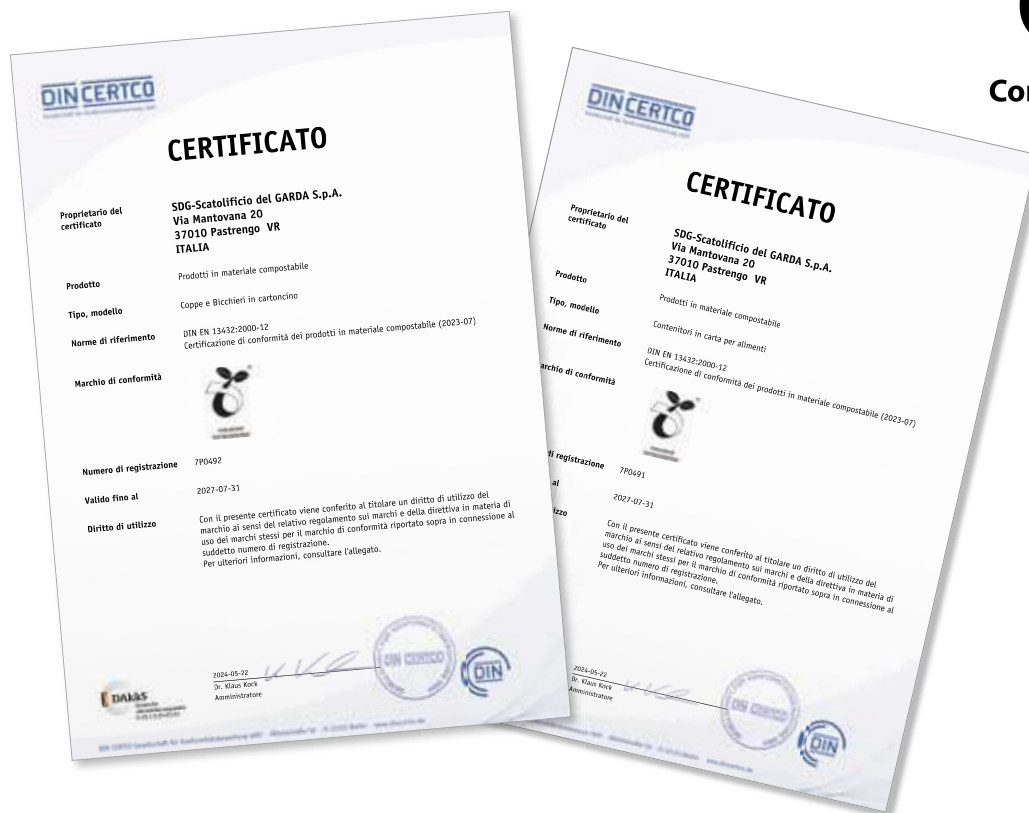 DIN CERTCO
CERTIFICATO
Proprietario del
certificato
SDG-Scatolificio del GARDA S.p.A.
Via Mantovana 20
37010 Pastrengo VR
ITALIA
Prodotto
Prodotti in materiale compostabile
Tipo, modello
Coppe e Bicchieri in cartoncino
Norme di riferimento
DIN EN 13432:2000-12
Certificazione di conformità dei prodotti in materiale compostabile (2023-07)
Marchio di conformità
Numero di registrazione
7P0492
Valido fino al
2027-07-31
Diritto di utilizzo
Con il presente certificato viene conferito al titolare un diritto di utilizzo del
marchio ai sensi del relativo regolamento sui marchi e della direttiva in materia di
uso dei marchi stessi per il marchio di conformità riportato sopra in connessione al
suddetto numero di registrazione.
Per ulteriori informazioni, consultare l'allegato.
2024-05-22
Dr. Klaus Kock
Amministratore
DIN CERTCO
DIN
DAkkS
DIN CERTCO
CERTIFICATO
Proprietario del
certificato
SDG-Scatolificio del GARDA S.p.A.
Via Mantovana 20
37010 Pastrengo VR
ITALIA
Prodotto
Prodotti in materiale compostabile
Tipo, modello
Contenitori in carta per alimenti
Norme di riferimento
DIN EN 13432:2000-12
Certificazione di conformità dei prodotti in materiale compostabile (2023-07)
archio di conformità
di registrazione
7P0491
al
2027-07-31
izzo
Con il presente certificato viene conferito al titolare un diritto di utilizzo del
marchio ai sensi del relativo regolamento sui marchi e della direttiva in materia di
uso dei marchi stessi per il marchio di conformità riportato sopra in connessione al
suddetto numero di registrazione.
Per ulteriori informazioni, consultare l'allegato.
2024-05-22
Dr. Klaus Kock
Amministratore
DIN CERTCO
DIN
Con